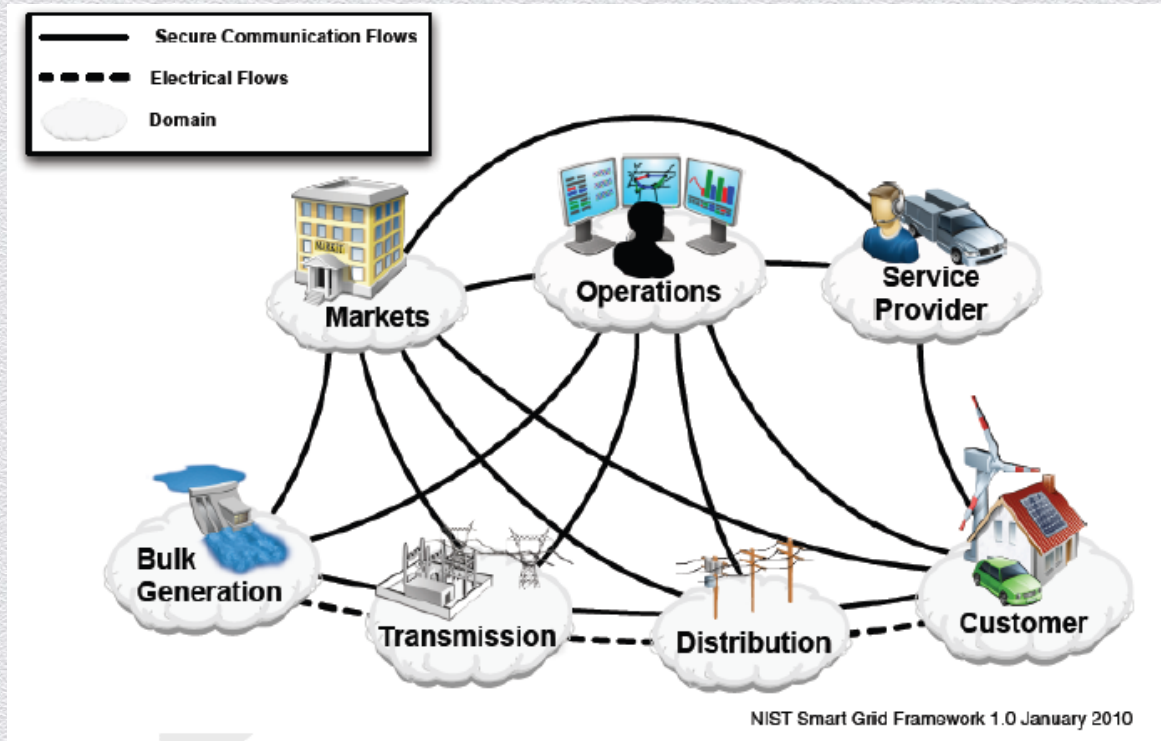 Secure Communication Flows
Electrical Flows
Domain
MARKET
Markets
Operations
Service
Provider
Bulk
Generation
Transmission
Distribution
Customer
NIST Smart Grid Framework 1.0 January 2010